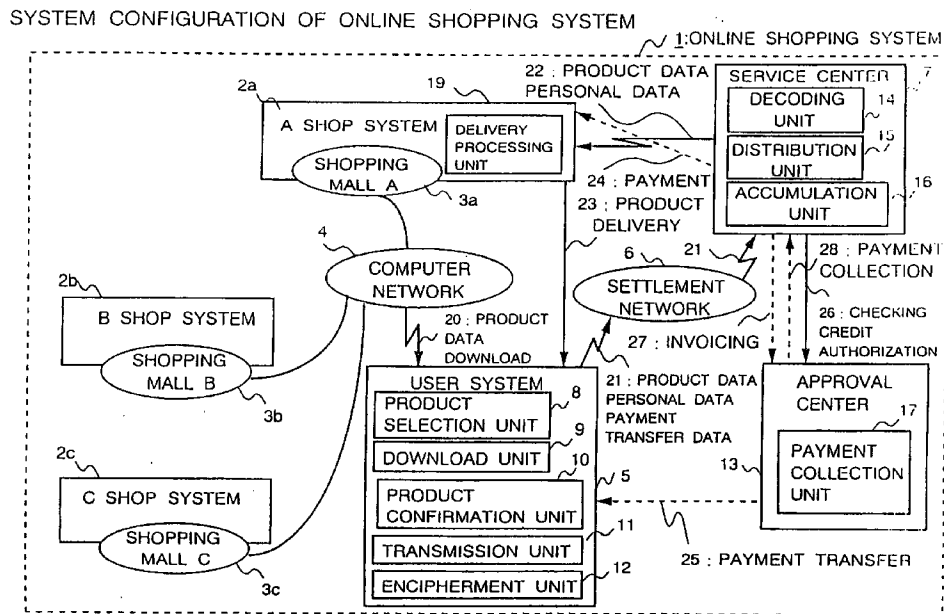 SYSTEM CONFIGURATION OF ONLINE SHOPPING SYSTEM
1:ONLINE SHOPPING SYSTEM
2a
19
A SHOP SYSTEM
DELIVERY
PROCESSING
UNIT
SHOPPING
MALL A
3a
22 : PRODUCT DATA
PERSONAL DATA
SERVICE CENTER
7
DECODING
UNIT
14
DISTRIBUTION
UNIT
15
ACCUMULATION
UNIT
16
24 : PAYMENT
23 : PRODUCT
DELIVERY
4
COMPUTER
NETWORK
6
21
SETTLEMENT
NETWORK
28 : PAYMENT
COLLECTION
2b
B SHOP SYSTEM
SHOPPING
MALL B
3b
20 : PRODUCT
DATA
DOWNLOAD
27 : INVOICING
26 : CHECKING
CREDIT
AUTHORIZATION
21 : PRODUCT DATA
PERSONAL DATA
PAYMENT
TRANSFER DATA
USER SYSTEM
PRODUCT
SELECTION UNIT
8
DOWNLOAD UNIT
9
PRODUCT
CONFIRMATION UNIT
10
5
TRANSMISSION UNIT
11
ENCIPHERMENT UNIT
12
APPROVAL
CENTER
17
PAYMENT
COLLECTION
UNIT
13
2c
C SHOP SYSTEM
SHOPPING
MALL C
3c
25 : PAYMENT TRANSFER